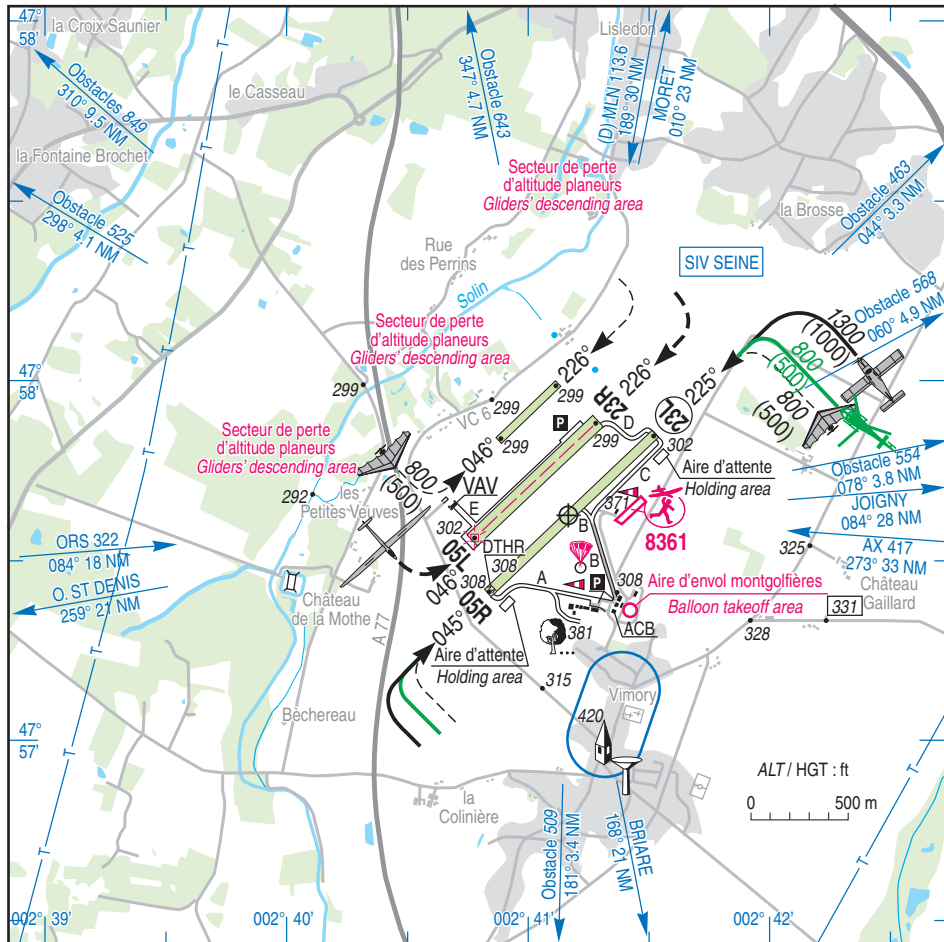 47°
58'
la Croix Saunier
Obstacles 849
310° 9.5 NM
le Casseau
la Fontaine Brochet
Obstacle 525
298° 4.1 NM
Obstacle 643
347° 4.7 NM
Lisledon
(D) MLN 113.6
189° 30 NM
MORET
010° 23 NM
42'
58'
Secteur de perte
d'altitude planeurs
Gliders' descending area
la Brosse
Obstacle 463
044° 3.3 NM
Rue
des Perrins
Solin
SIV SEINE
Secteur de perte
d'altitude planeurs
Gliders' descending area
Obstacle 568
060° 4.9 NM
1300
(1000)
800
(500)
800
(500)
47°
58'
299
VC 6
299
299
299
226°
226°
225°
23R
23L
D
P
299
302
Secteur de perte
d'altitude planeurs
Gliders' descending area
800
(500)
046°
VAV
E
C
Aire d'attente
Holding area
Obstacle 554
078° 3.8 NM
JOIGNY
084° 28 NM
AX 417
273° 33 NM
292
les
Petites Veuves
302
05L
046°
DTHR
308
308
05R
045°
371
B
B
8361
A
P
308
325
Château
Gaillard
331
328
ORS 322
084° 18 NM
O. ST DENIS
259° 21 NM
Château
de la Mothe
A 77
Aire d'envol montgolfières
Balloon takeoff area
ACB
381
Aire d'attente
Holding area
315
Vimory
420
Bèchereau
47°
57'
la
Colinière
ALT / HGT : ft
0
500 m
Obstacle 509
181° 3.4 NM
BRIARE
168° 21 NM
T
T
T
T
T
T
T
T
002° 39'
002° 40'
002° 41'
002° 42'